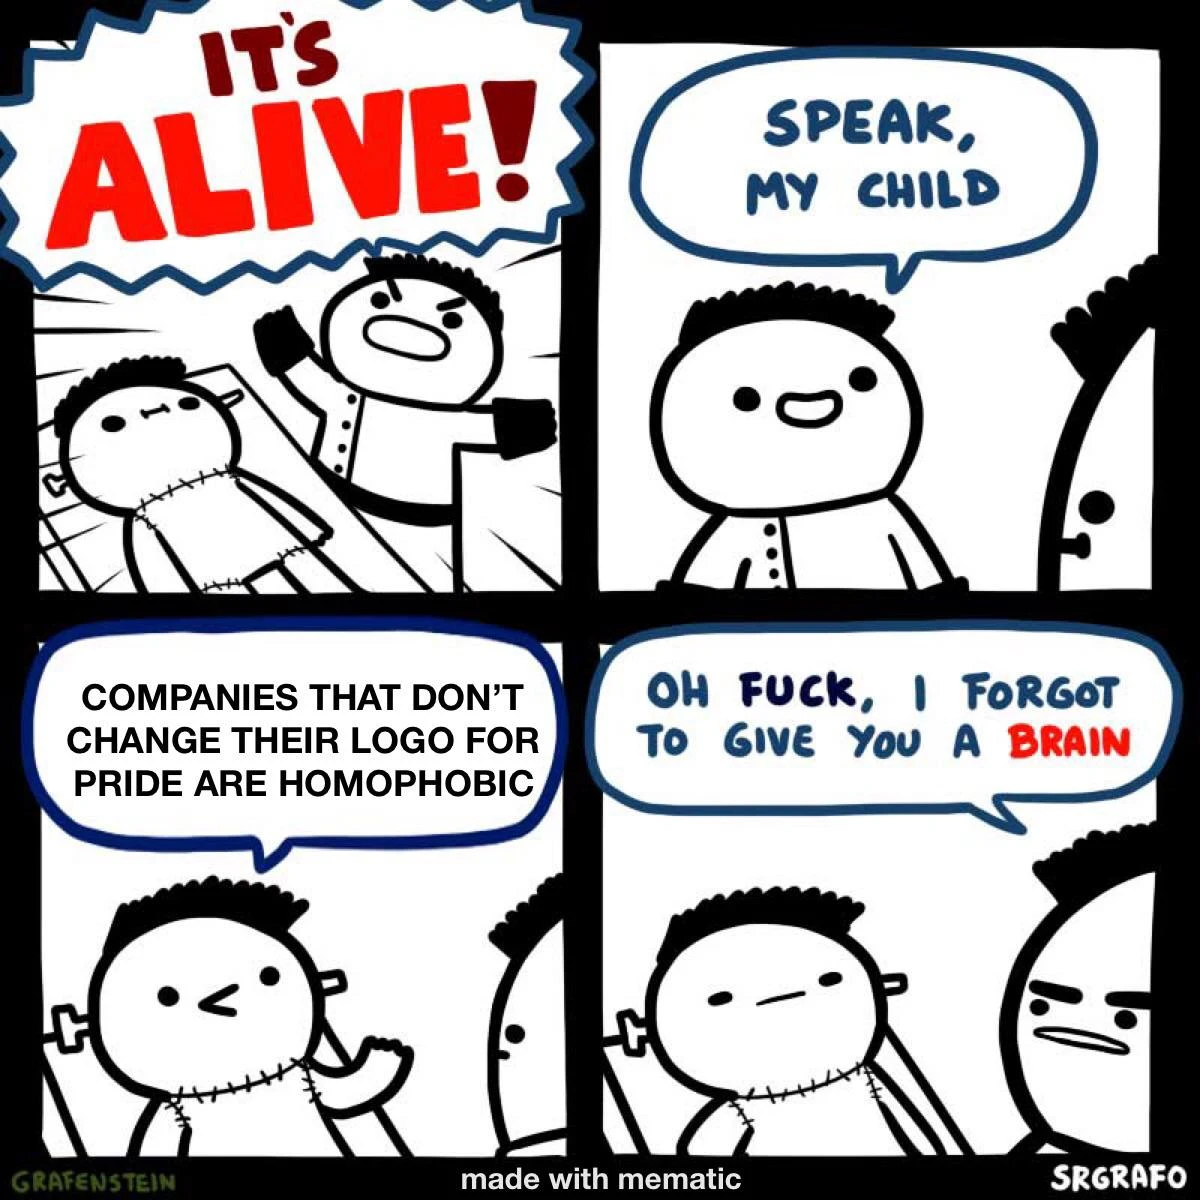 IT'S
ALIVE!
SPEAK,
MY CHILD
COMPANIES THAT DON'T
CHANGE THEIR LOGO FOR
PRIDE ARE HOMOPHOBIC
OH FUCK, I FORGOT
TO GIVE YOU A BRAIN
GRAFENSTEIN
made with mematic
SRGRAFO